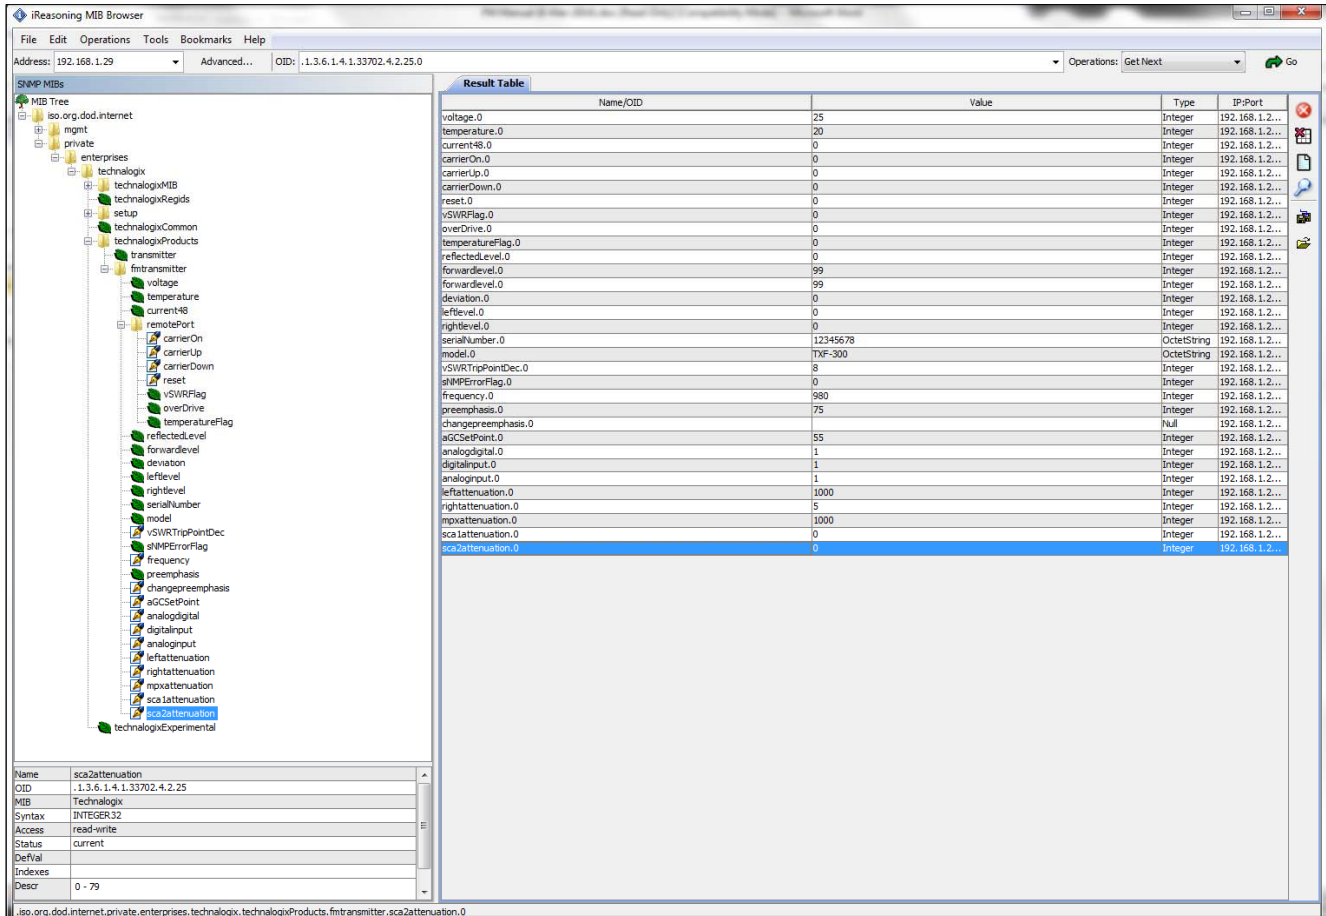 iReasoning MIB Browser
File Edit Operations Tools Bookmarks Help
Address: 192.168.1.29 Advanced... OID: .1.3.6.1.4.1.33702.4.2.25.0 Operations: Get Next Go
SNMP MIBs
MIB Tree
iso.org.dod.internet
mgmt
private
enterprises
technalogix
technalogixMIB
technalogixRegids
setup
technalogixCommon
technalogixProducts
transmitter
fmtransmitter
voltage
temperature
current48
remotePort
carrierOn
carrierUp
carrierDown
reset
vSWRFlag
overDrive
temperatureFlag
reflectedLevel
forwardlevel
deviation
leftlevel
rightlevel
serialNumber
model
vSWRTripPointDec
sNMPErrorFlag
frequency
preemphasis
changepreemphasis
aGCSetPoint
analogdigital
digitalinput
analoginput
leftattenuation
rightattenuation
mpxattenuation
sca1attenuation
sca2attenuation
technalogixExperimental
Name sca2attenuation
OID .1.3.6.1.4.1.33702.4.2.25
MIB Technalogix
Syntax INTEGER32
Access read-write
Status current
DefVal
Indexes
Descr 0 - 79
Result Table
Name/OID Value Type IP:Port
voltage.0 25 Integer 192.168.1.2...
temperature.0 20 Integer 192.168.1.2...
current48.0 0 Integer 192.168.1.2...
carrierOn.0 0 Integer 192.168.1.2...
carrierUp.0 0 Integer 192.168.1.2...
carrierDown.0 0 Integer 192.168.1.2...
reset.0 0 Integer 192.168.1.2...
vSWRFlag.0 0 Integer 192.168.1.2...
overDrive.0 0 Integer 192.168.1.2...
temperatureFlag.0 0 Integer 192.168.1.2...
reflectedLevel.0 0 Integer 192.168.1.2...
forwardlevel.0 99 Integer 192.168.1.2...
forwardlevel.0 99 Integer 192.168.1.2...
deviation.0 0 Integer 192.168.1.2...
leftlevel.0 0 Integer 192.168.1.2...
rightlevel.0 0 Integer 192.168.1.2...
serialNumber.0 12345678 OctetString 192.168.1.2...
model.0 TXF-300 OctetString 192.168.1.2...
vSWRTripPointDec.0 8 Integer 192.168.1.2...
sNMPErrorFlag.0 0 Integer 192.168.1.2...
frequency.0 980 Integer 192.168.1.2...
preemphasis.0 75 Integer 192.168.1.2...
changepreemphasis.0 Null 192.168.1.2...
aGCSetPoint.0 55 Integer 192.168.1.2...
analogdigital.0 1 Integer 192.168.1.2...
digitalinput.0 1 Integer 192.168.1.2...
analoginput.0 1 Integer 192.168.1.2...
leftattenuation.0 1000 Integer 192.168.1.2...
rightattenuation.0 5 Integer 192.168.1.2...
mpxattenuation.0 1000 Integer 192.168.1.2...
sca1attenuation.0 0 Integer 192.168.1.2...
sca2attenuation.0 0 Integer 192.168.1.2...
.iso.org.dod.internet.private.enterprises.technalogix.technalogixProducts.fmtransmitter.sca2attenuation.0